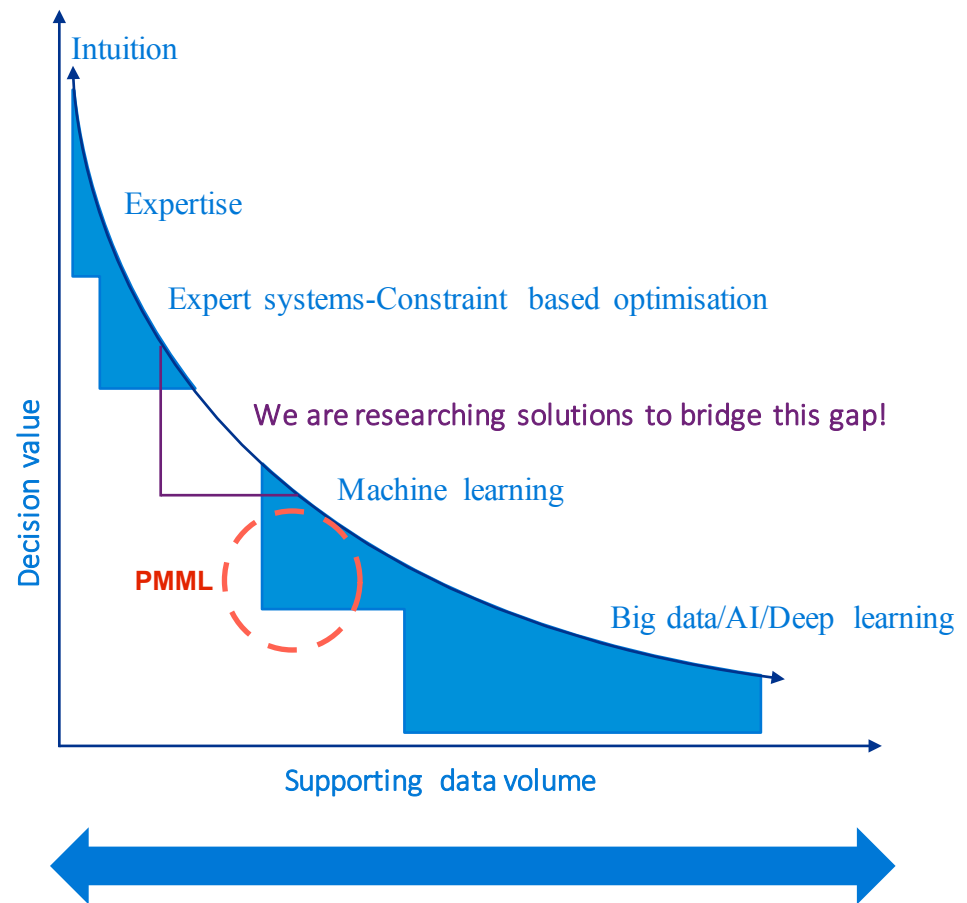 Intuition
Expertise
Expert systems-Constraint based optimisation
We are researching solutions to bridge this gap!
Machine learning
PMML
Big data/AI/Deep learning
Decision value
Supporting data volume